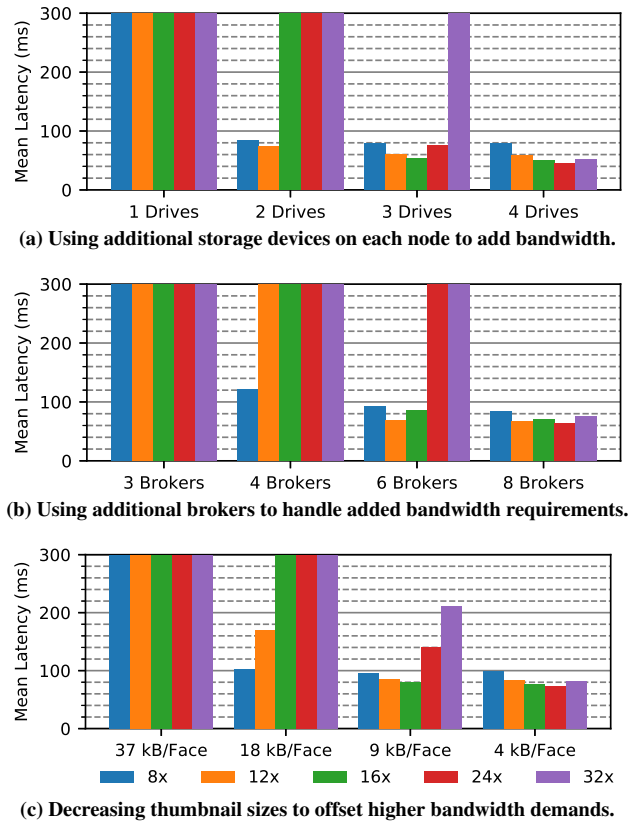 300
200
100
0
Mean Latency (ms)
1 Drives 2 Drives 3 Drives 4 Drives
(a) Using additional storage devices on each node to add bandwidth.
300
200
100
0
Mean Latency (ms)
3 Brokers 4 Brokers 6 Brokers 8 Brokers
(b) Using additional brokers to handle added bandwidth requirements.
300
200
100
0
Mean Latency (ms)
37 kB/Face 18 kB/Face 9 kB/Face 4 kB/Face
8x 12x 16x 24x 32x
(c) Decreasing thumbnail sizes to offset higher bandwidth demands.